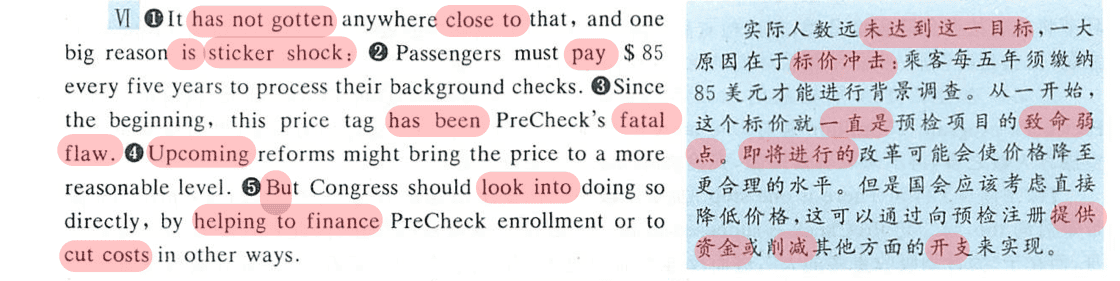 Ⅵ ❶It has not gotten anywhere close to that, and one
big reason is sticker shock: ❷ Passengers must pay $ 85
every five years to process their background checks. ❸Since
the beginning, this price tag has been PreCheck's fatal
flaw. ❹Upcoming reforms might bring the price to a more
reasonable level. ❺But Congress should look into doing so
directly, by helping to finance PreCheck enrollment or to
cut costs in other ways.
实际人数远未达到这一目标,一大
原因在于标价冲击:乘客每五年须缴纳
85 美元才能进行背景调查。从一开始,
这个标价就一直是预检项目的致命弱
点。即将进行的改革可能会使价格降至
更合理的水平。但是国会应该考虑直接
降低价格,这可以通过向预检注册提供
资金或削减其他方面的开支来实现。